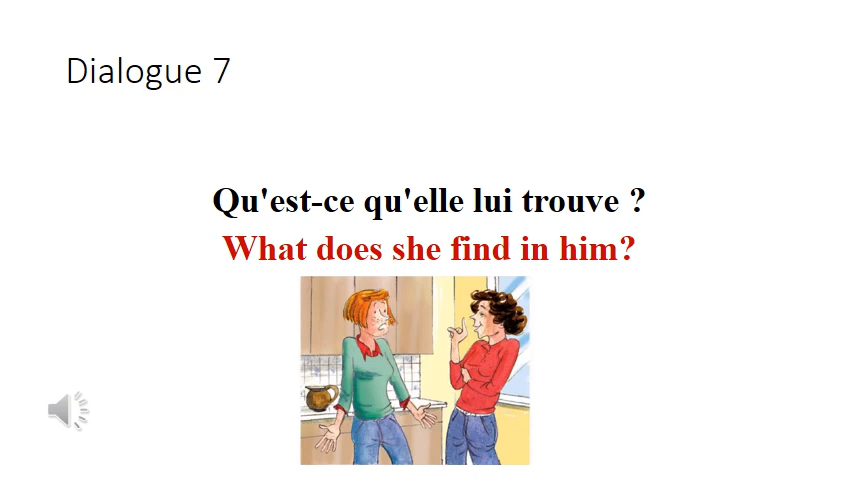 Dialogue 7
Qu'est-ce qu'elle lui trouve ?
What does she find in him?